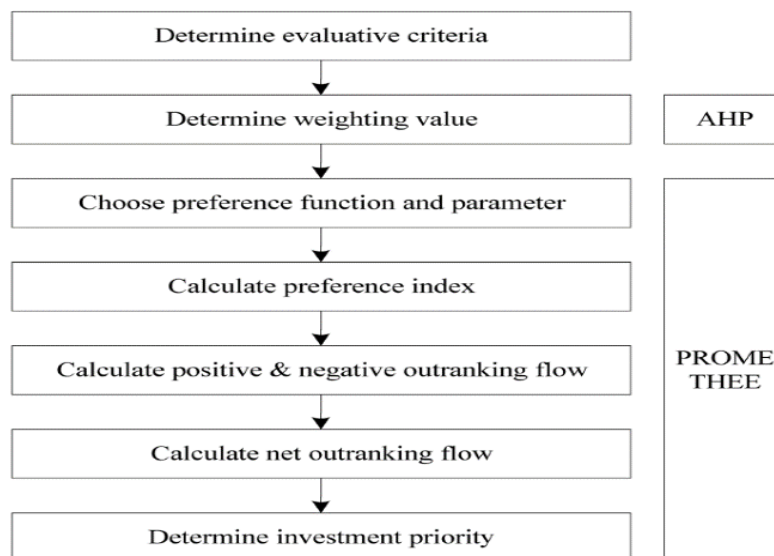 Determine evaluative criteria
Determine weighting value
AHP
Choose preference function and parameter
Calculate preference index
Calculate positive & negative outranking flow
PROME
THEE
Calculate net outranking flow
Determine investment priority